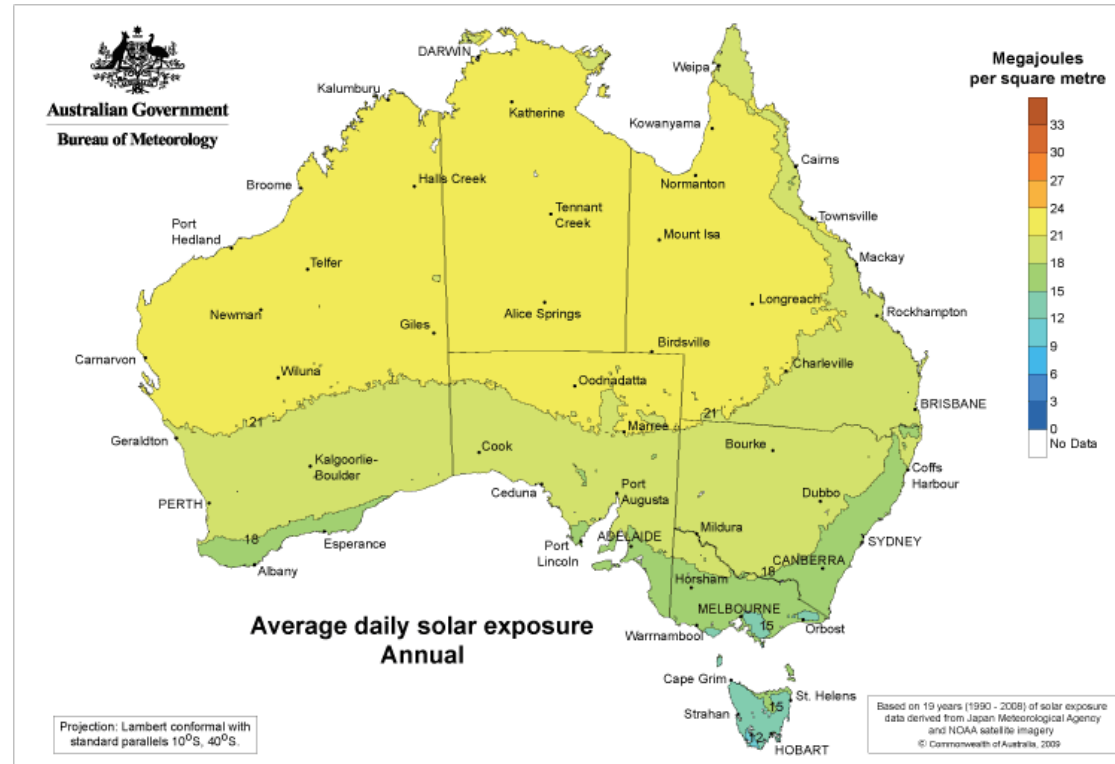 Australian Government
Bureau of Meteorology
Megajoules
per square metre
33
30
27
24
21
18
15
12
9
6
3
0
No Data
DARWIN
Weipa
Kalumburu
Katherine
Kowanyama
Cairns
Broome
Halls Creek
Normanton
Tennant
Creek
Townsville
Port
Hedland
Mount Isa
Telfer
Mackay
Newman
Alice Springs
Longreach
Rockhampton
Giles
Birdsville
Carnarvon
Wiluna
Oodnadatta
Charleville
21
21
BRISBANE
Geraldton
Marree
Cook
Bourke
Kalgoorlie-
Boulder
Coffs
Harbour
Ceduna
Port
Augusta
Dubbo
PERTH
Mildura
18
Esperance
Port
Lincoln
ADELAIDE
SYDNEY
Albany
18
CANBERRA
Horsham
MELBOURNE
Warrnambool
15
Orbost
Average daily solar exposure
Annual
Cape Grim
St. Helens
Strahan
15
12
HOBART
Projection: Lambert conformal with
standard parallels 10°S, 40°S.
Based on 19 years (1990 - 2008) of solar exposure
data derived from Japan Meteorological Agency
and NOAA satellite imagery
© Commonwealth of Australia, 2009